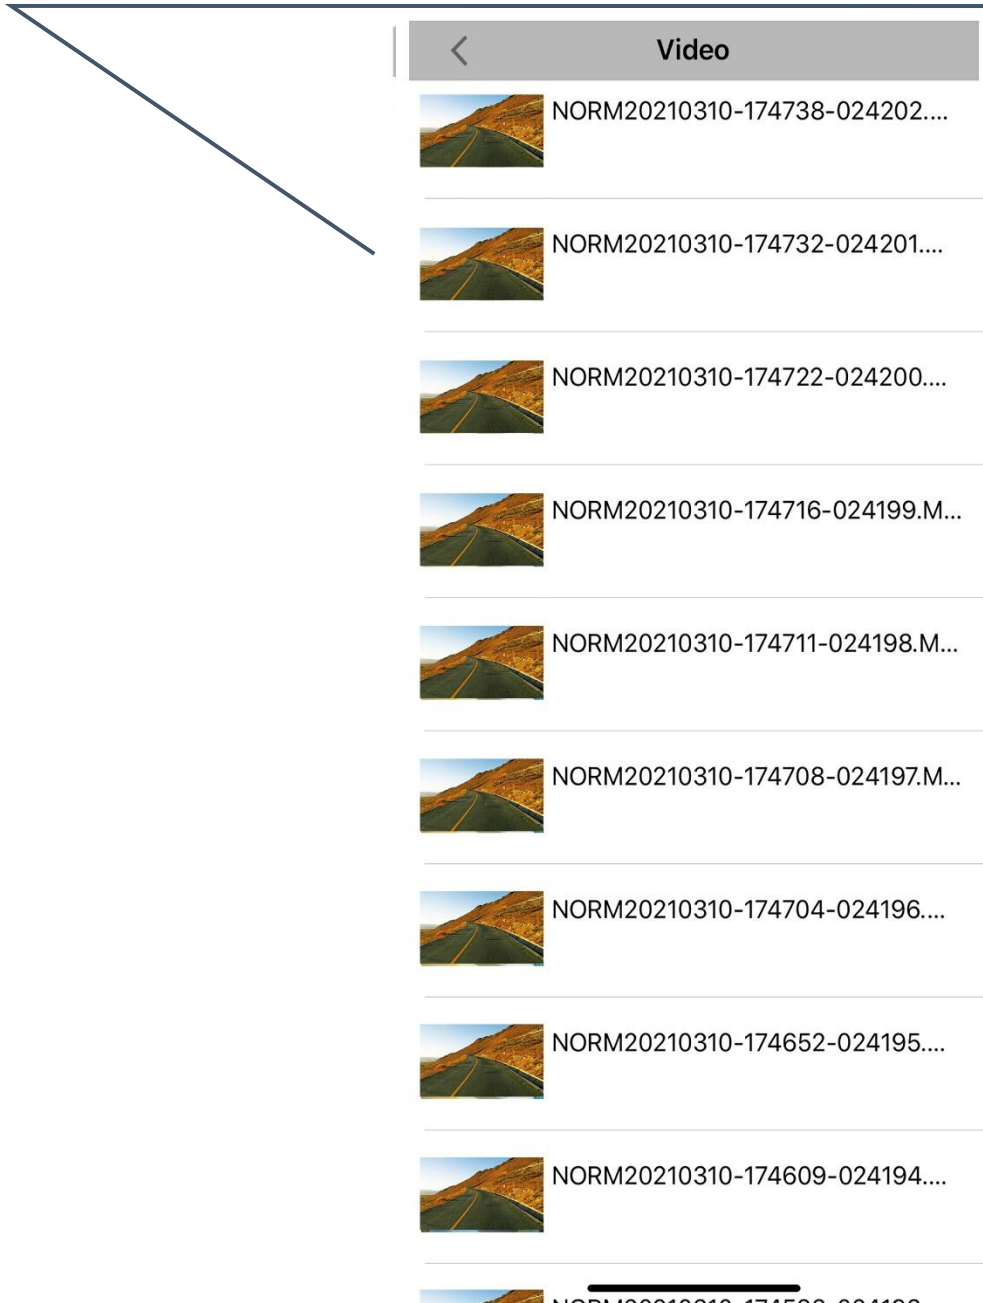 Video
NORM20210310-174738-024202....
NORM20210310-174732-024201....
NORM20210310-174722-024200....
NORM20210310-174716-024199.M...
NORM20210310-174711-024198.M...
NORM20210310-174708-024197.M...
NORM20210310-174704-024196....
NORM20210310-174652-024195....
NORM20210310-174609-024194....